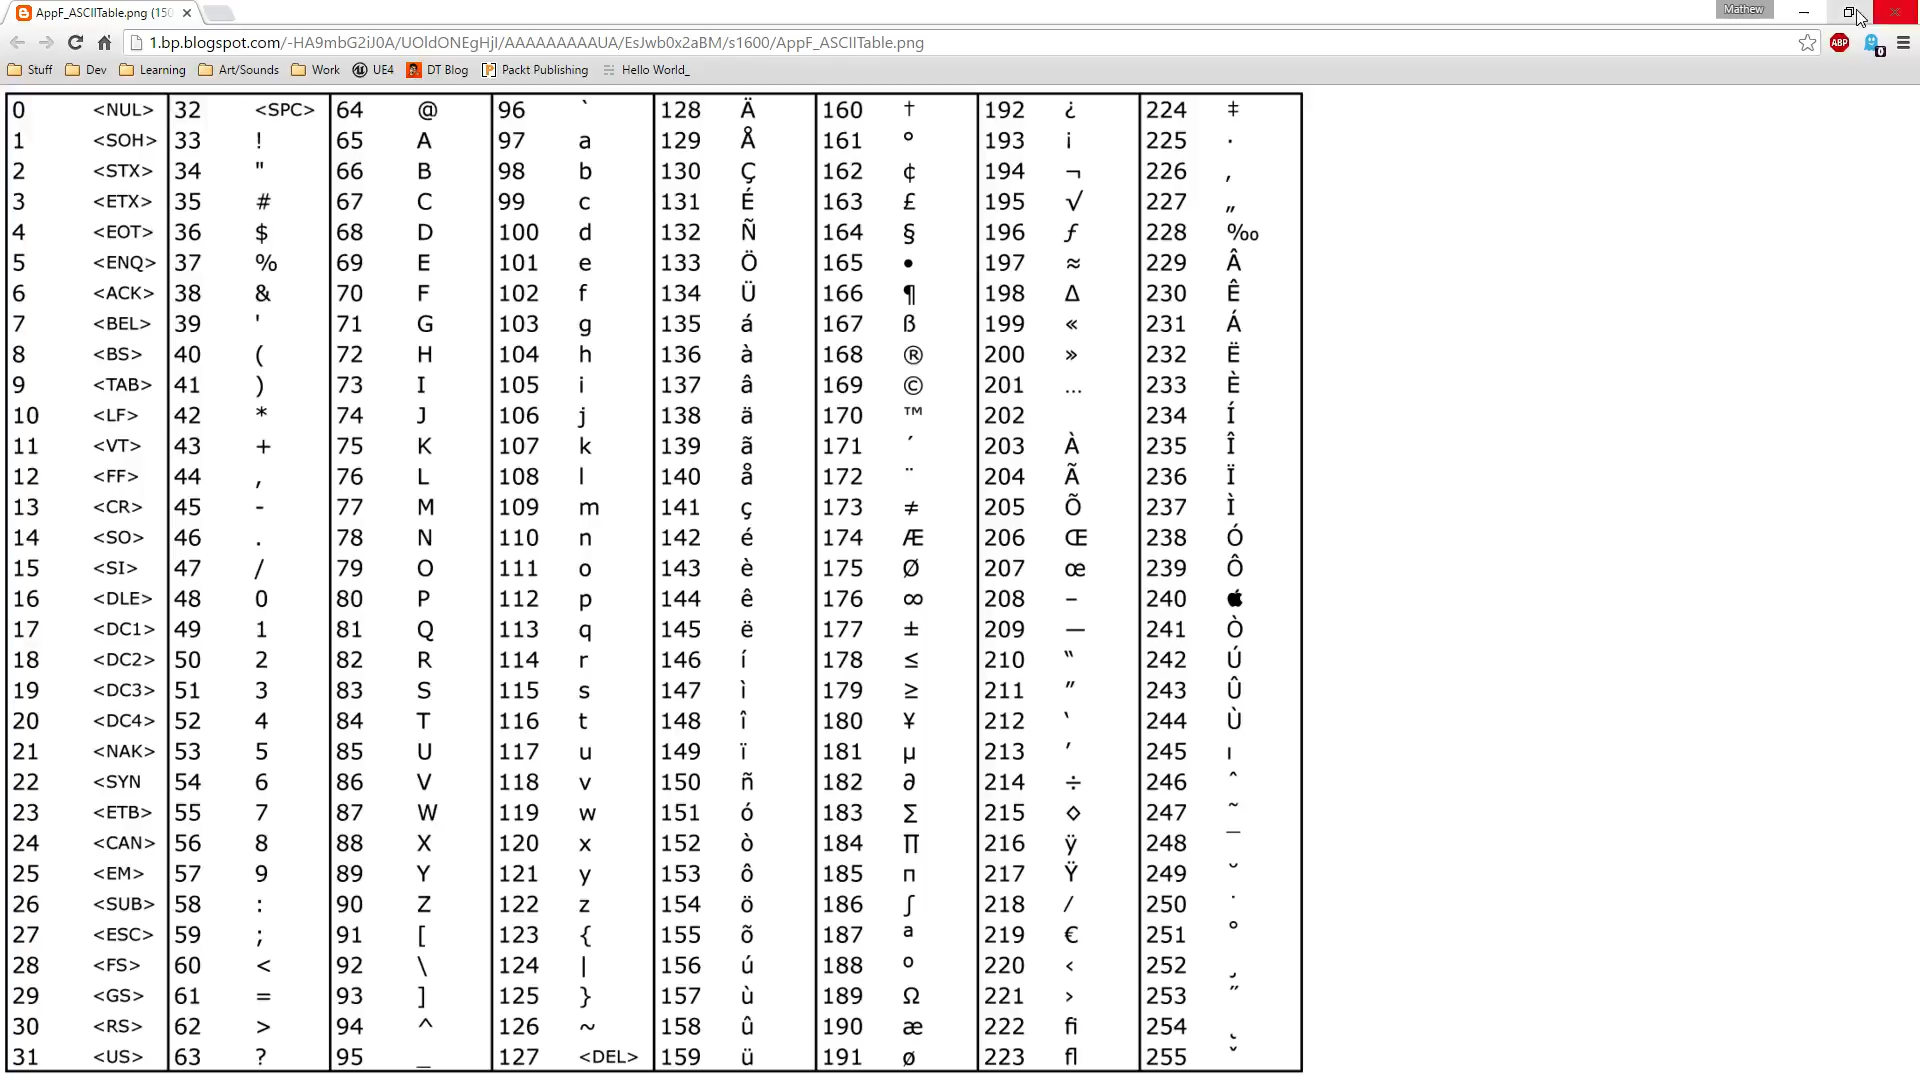 AppF_ASCIITable.png (150
Mathew
1.bp.blogspot.com/-HA9mbG2iJ0A/UOldONEgHjI/AAAAAAAAAUA/EsJwb0x2aBM/s1600/AppF_ASCIITable.png
ABP
0
Stuff Dev Learning Art/Sounds Work UE4 DT Blog Packt Publishing Hello World_
0 <NUL> 32 <SPC> 64 @ 96 ` 128 Ä 160 † 192 ¿ 224 ‡
1 <SOH> 33 ! 65 A 97 a 129 Å 161 ° 193 ¡ 225 ·
2 <STX> 34 " 66 B 98 b 130 Ç 162 ¢ 194 ¬ 226 ‚
3 <ETX> 35 # 67 C 99 c 131 É 163 £ 195 √ 227 „
4 <EOT> 36 $ 68 D 100 d 132 Ñ 164 § 196 ƒ 228 ‰
5 <ENQ> 37 % 69 E 101 e 133 Ö 165 • 197 ≈ 229 Â
6 <ACK> 38 & 70 F 102 f 134 Ü 166 ¶ 198 ∆ 230 Ê
7 <BEL> 39 ' 71 G 103 g 135 á 167 ß 199 « 231 Á
8 <BS> 40 ( 72 H 104 h 136 à 168 ® 200 » 232 Ë
9 <TAB> 41 ) 73 I 105 i 137 â 169 © 201 … 233 È
10 <LF> 42 * 74 J 106 j 138 ä 170 ™ 202 234 Í
11 <VT> 43 + 75 K 107 k 139 ã 171 ´ 203 À 235 Î
12 <FF> 44 , 76 L 108 l 140 å 172 ¨ 204 Ã 236 Ï
13 <CR> 45 - 77 M 109 m 141 ç 173 ≠ 205 Õ 237 Ì
14 <SO> 46 . 78 N 110 n 142 é 174 Æ 206 Œ 238 Ó
15 <SI> 47 / 79 O 111 o 143 è 175 Ø 207 œ 239 Ô
16 <DLE> 48 0 80 P 112 p 144 ê 176 ∞ 208 – 240 
17 <DC1> 49 1 81 Q 113 q 145 ë 177 ± 209 — 241 Ò
18 <DC2> 50 2 82 R 114 r 146 í 178 ≤ 210 “ 242 Ú
19 <DC3> 51 3 83 S 115 s 147 ì 179 ≥ 211 ” 243 Û
20 <DC4> 52 4 84 T 116 t 148 î 180 ¥ 212 ‘ 244 Ù
21 <NAK> 53 5 85 U 117 u 149 ï 181 µ 213 ’ 245 ı
22 <SYN 54 6 86 V 118 v 150 ñ 182 ∂ 214 ÷ 246 ˆ
23 <ETB> 55 7 87 W 119 w 151 ó 183 ∑ 215 ◊ 247 ˜
24 <CAN> 56 8 88 X 120 x 152 ò 184 ∏ 216 ÿ 248 ¯
25 <EM> 57 9 89 Y 121 y 153 ô 185 π 217 Ÿ 249 ˘
26 <SUB> 58 : 90 Z 122 z 154 ö 186 ∫ 218 ⁄ 250 ˙
27 <ESC> 59 ; 91 [ 123 { 155 õ 187 ª 219 € 251 ˚
28 <FS> 60 < 92 \ 124 | 156 ú 188 º 220 ‹ 252 ¸
29 <GS> 61 = 93 ] 125 } 157 ù 189 Ω 221 › 253 ˝
30 <RS> 62 > 94 ^ 126 ~ 158 û 190 æ 222 ﬁ 254 ˛
31 <US> 63 ? 95 _ 127 <DEL> 159 ü 191 ø 223 ﬂ 255 ˇ